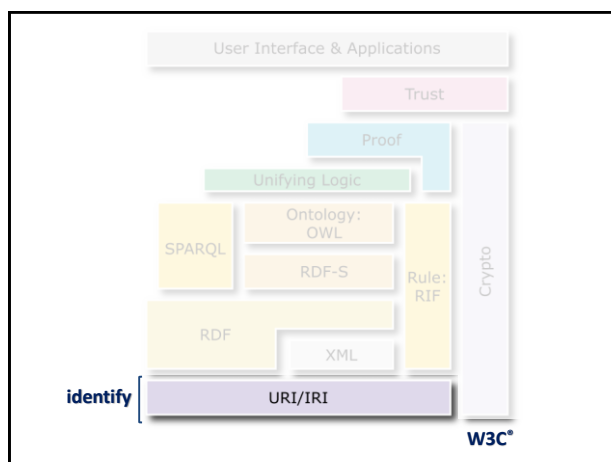 User Interface & Applications
Trust
Proof
Unifying Logic
Ontology:
OWL
SPARQL
RDF-S
Rule:
RIF
Crypto
RDF
XML
identify
URI/IRI
W3C®